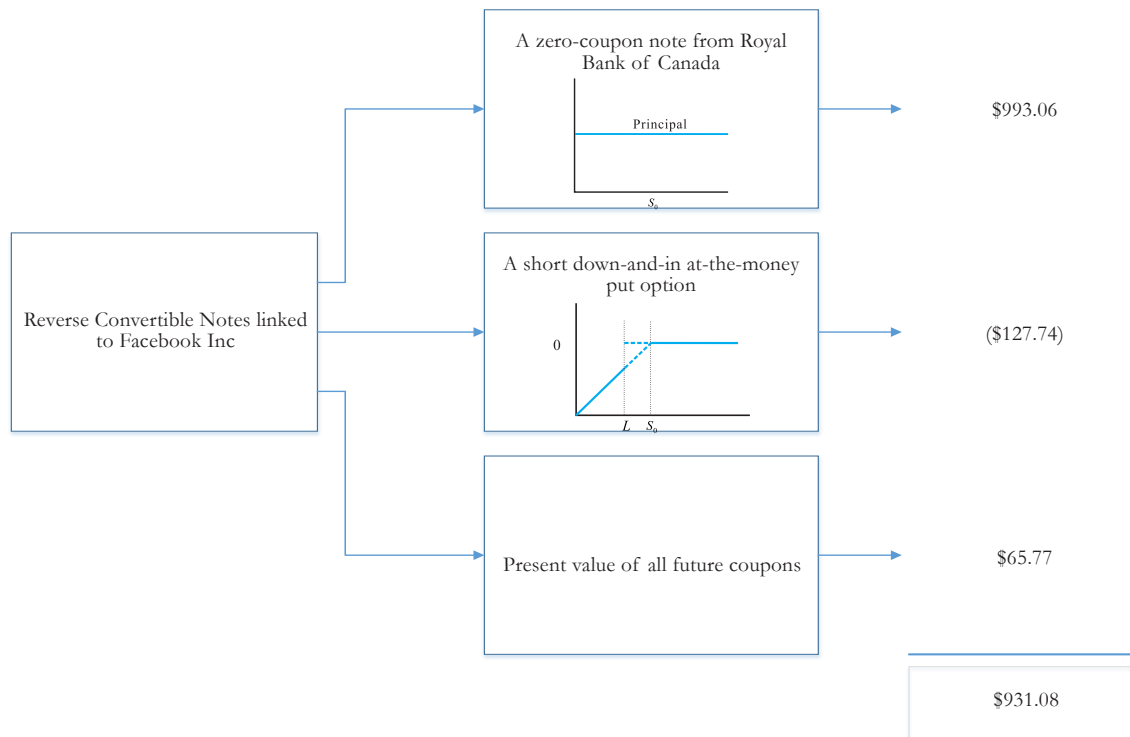 A zero-coupon note from Royal
Bank of Canada
Principal
S₀
$993.06
Reverse Convertible Notes linked
to Facebook Inc
A short down-and-in at-the-money
put option
0
L S₀
($127.74)
Present value of all future coupons
$65.77
$931.08